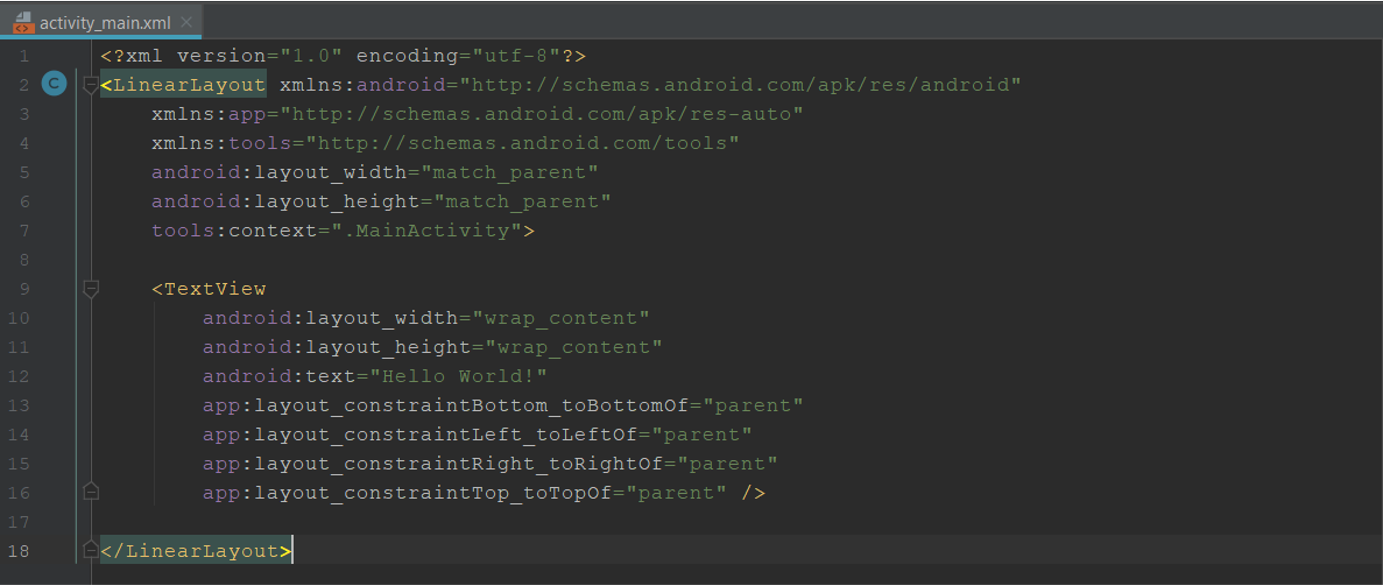 activity_main.xml
1 <?xml version="1.0" encoding="utf-8"?>
2 C <LinearLayout xmlns:android="http://schemas.android.com/apk/res/android"
3     xmlns:app="http://schemas.android.com/apk/res-auto"
4     xmlns:tools="http://schemas.android.com/tools"
5     android:layout_width="match_parent"
6     android:layout_height="match_parent"
7     tools:context=".MainActivity">
8
9     <TextView
10         android:layout_width="wrap_content"
11         android:layout_height="wrap_content"
12         android:text="Hello World!"
13         app:layout_constraintBottom_toBottomOf="parent"
14         app:layout_constraintLeft_toLeftOf="parent"
15         app:layout_constraintRight_toRightOf="parent"
16         app:layout_constraintTop_toTopOf="parent" />
17
18 </LinearLayout>